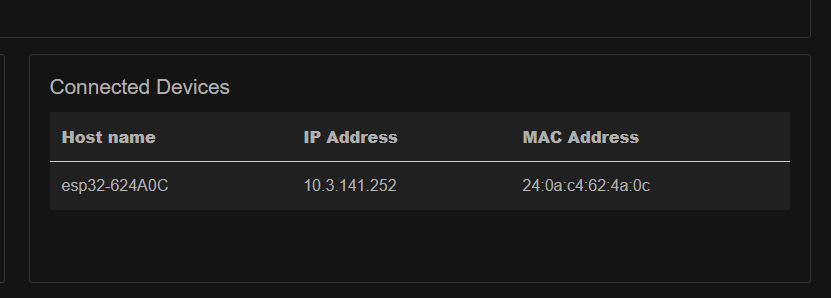 Connected Devices
Host name IP Address MAC Address
esp32-624A0C 10.3.141.252 24:0a:c4:62:4a:0c